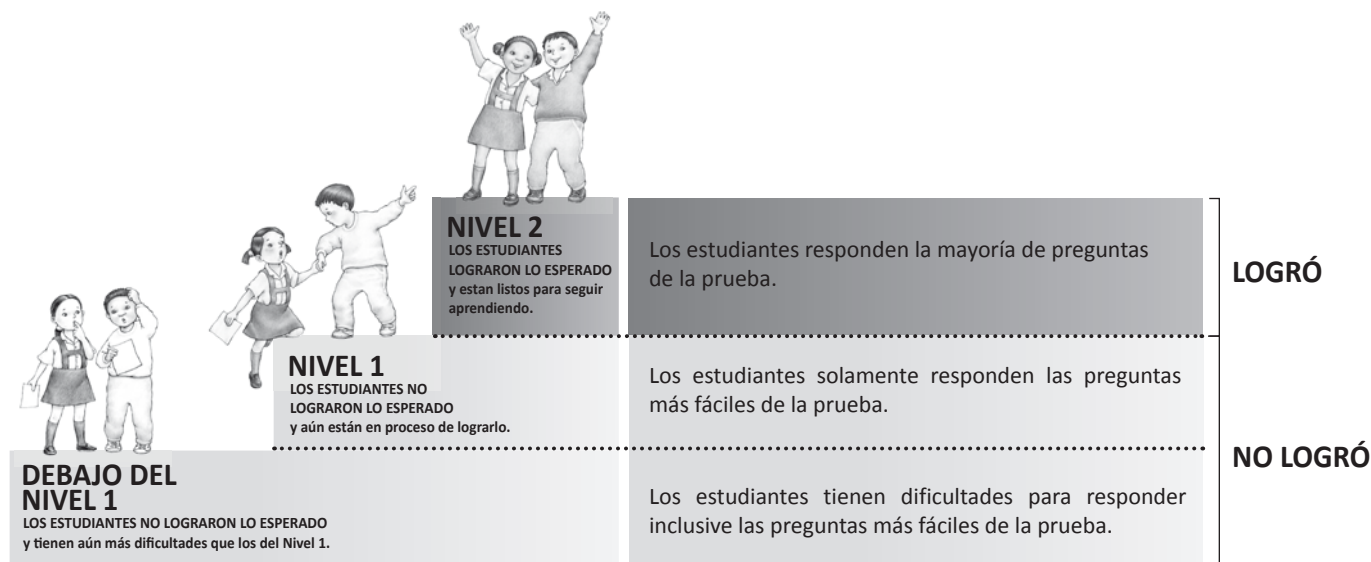 NIVEL 2
LOS ESTUDIANTES
LOGRARON LO ESPERADO
y estan listos para seguir
aprendiendo.
Los estudiantes responden la mayoría de preguntas
de la prueba.
LOGRÓ
NIVEL 1
LOS ESTUDIANTES NO
LOGRARON LO ESPERADO
y aún están en proceso de lograrlo.
Los estudiantes solamente responden las preguntas
más fáciles de la prueba.
NO LOGRÓ
DEBAJO DEL
NIVEL 1
LOS ESTUDIANTES NO LOGRARON LO ESPERADO
y tienen aún más dificultades que los del Nivel 1.
Los estudiantes tienen dificultades para responder
inclusive las preguntas más fáciles de la prueba.